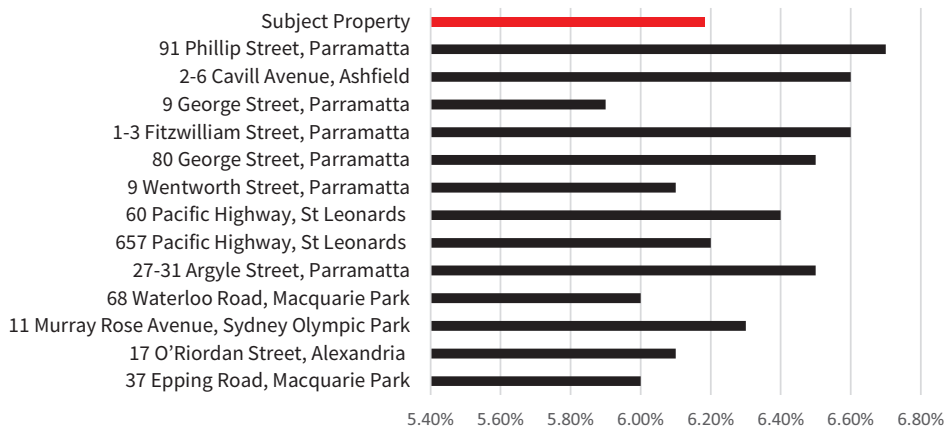 Subject Property
91 Phillip Street, Parramatta
2-6 Cavill Avenue, Ashfield
9 George Street, Parramatta
1-3 Fitzwilliam Street, Parramatta
80 George Street, Parramatta
9 Wentworth Street, Parramatta
60 Pacific Highway, St Leonards
657 Pacific Highway, St Leonards
27-31 Argyle Street, Parramatta
68 Waterloo Road, Macquarie Park
11 Murray Rose Avenue, Sydney Olympic Park
17 O’Riordan Street, Alexandria
37 Epping Road, Macquarie Park
5.40% 5.60% 5.80% 6.00% 6.20% 6.40% 6.60% 6.80%